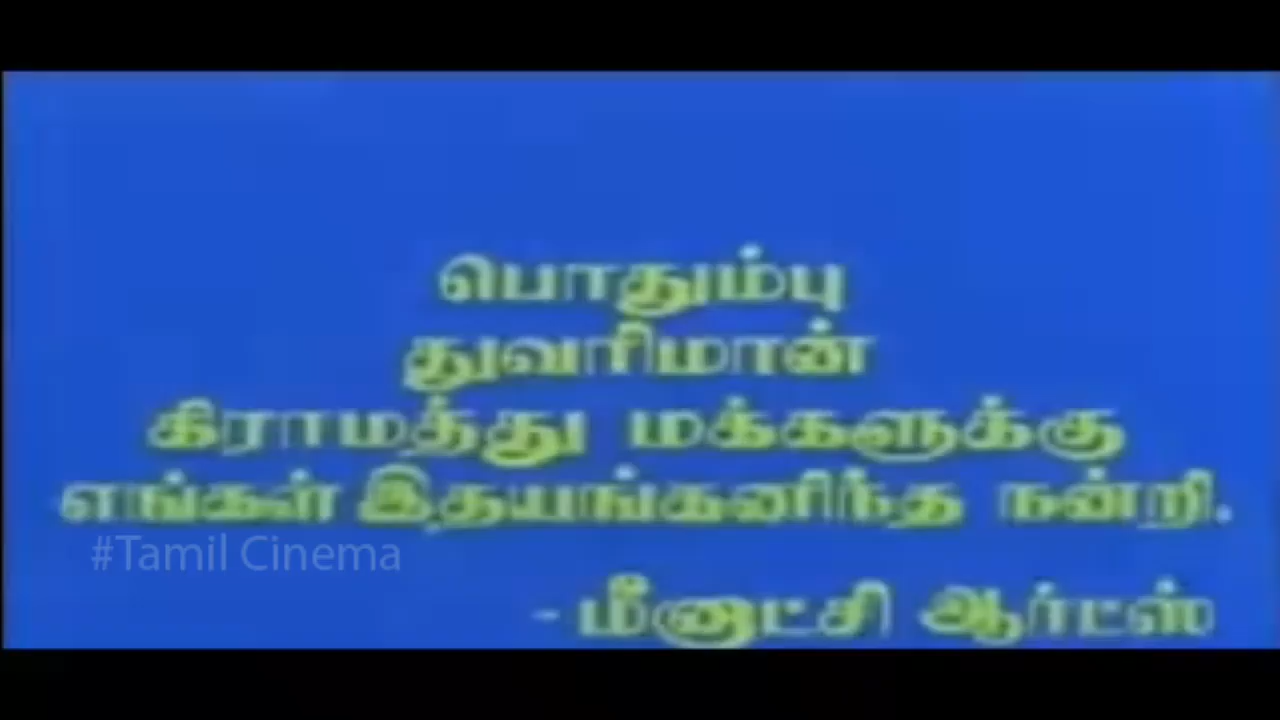 பொதும்பு
துவரிமான்
கிராமத்து மக்களுக்கு
எங்கள் இதயங்கனிந்த நன்றி.
#Tamil Cinema
- மீனாட்சி ஆர்ட்ஸ்